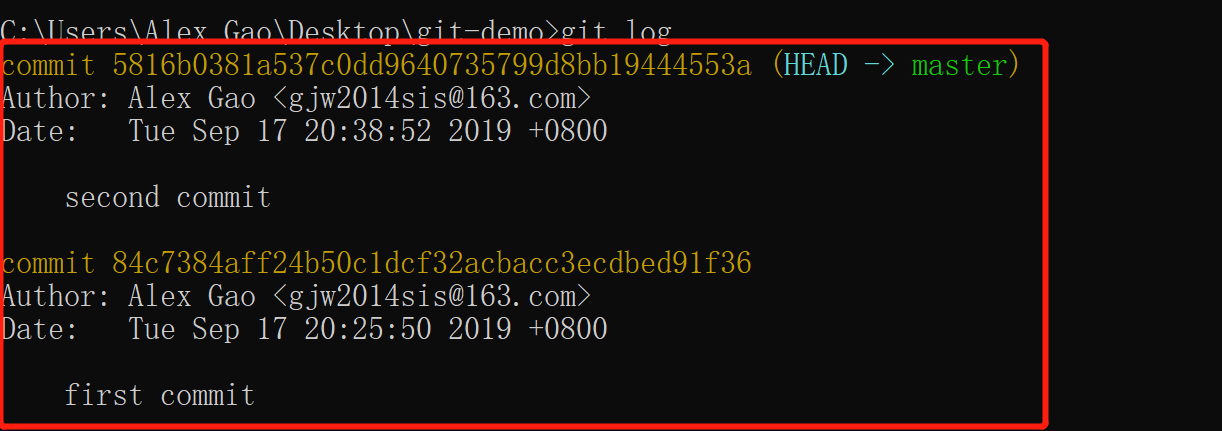 C:\Users\Alex Gao\Desktop\git-demo>git log
commit 5816b0381a537c0dd9640735799d8bb19444553a (HEAD -> master)
Author: Alex Gao <gjw2014sis@163.com>
Date:   Tue Sep 17 20:38:52 2019 +0800
second commit
commit 84c7384aff24b50c1dcf32acbacc3ecdbed91f36
Author: Alex Gao <gjw2014sis@163.com>
Date:   Tue Sep 17 20:25:50 2019 +0800
first commit